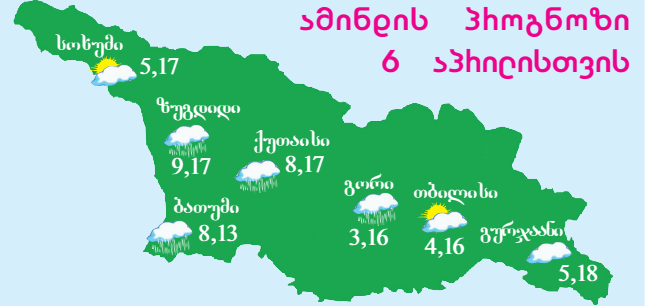 ამინდის პროგნოზი
6 აპრილისთვის
სოხუმი
5,17
ზუგდიდი
9,17
ქუთაისი
8,17
გორი
3,16
თბილისი
4,16
ბათუმი
8,13
გურჯაანი
5,18